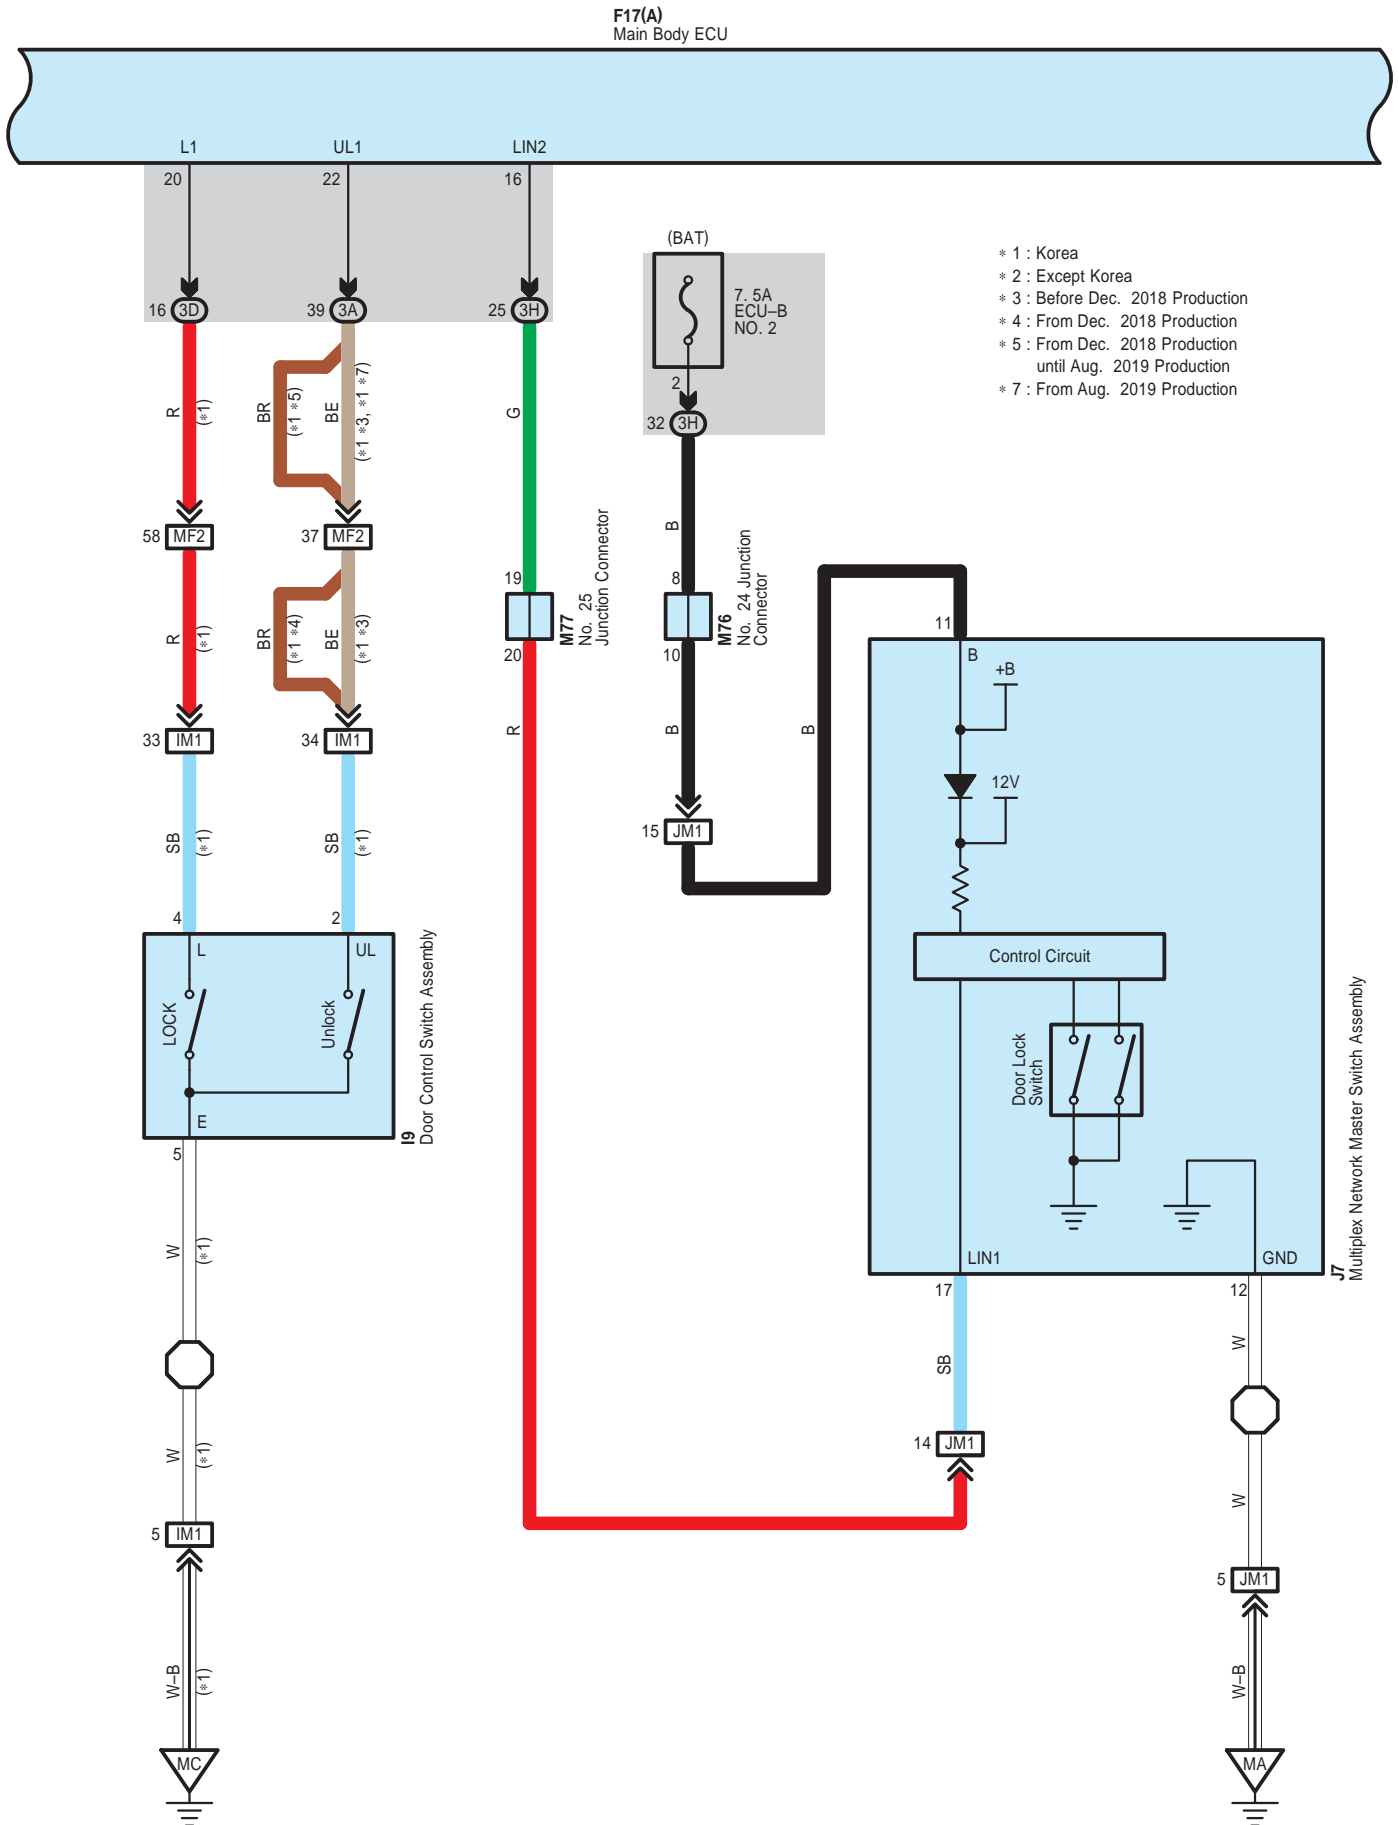 F17(A)
Main Body ECU
L1
UL1
LIN2
20
22
16
(BAT)
7. 5A
ECU–B
NO. 2
2
∗ 1 : Korea
∗ 2 : Except Korea
∗ 3 : Before Dec. 2018 Production
∗ 4 : From Dec. 2018 Production
∗ 5 : From Dec. 2018 Production
until Aug. 2019 Production
∗ 7 : From Aug. 2019 Production
16 3D
39 3A
25 3H
32 3H
R
(∗1)
BR
(∗1 ∗5)
BE
(∗1 ∗3, ∗1 ∗7)
G
B
58 MF2
37 MF2
19
M77
No. 25
Junction Connector
20
8
M76
No. 24 Junction
Connector
10
R
(∗1)
BR
(∗1 ∗4)
BE
(∗1 ∗3)
R
B
B
33 IM1
34 IM1
15 JM1
SB
(∗1)
SB
(∗1)
4
2
L
UL
LOCK
Unlock
E
5
I9
Door Control Switch Assembly
11
B
+B
12V
Control Circuit
Door Lock
Switch
LIN1
GND
J7
Multiplex Network Master Switch Assembly
17
12
W
(∗1)
SB
W
14 JM1
W
(∗1)
W
5 IM1
5 JM1
W–B
(∗1)
W–B
MC
MA